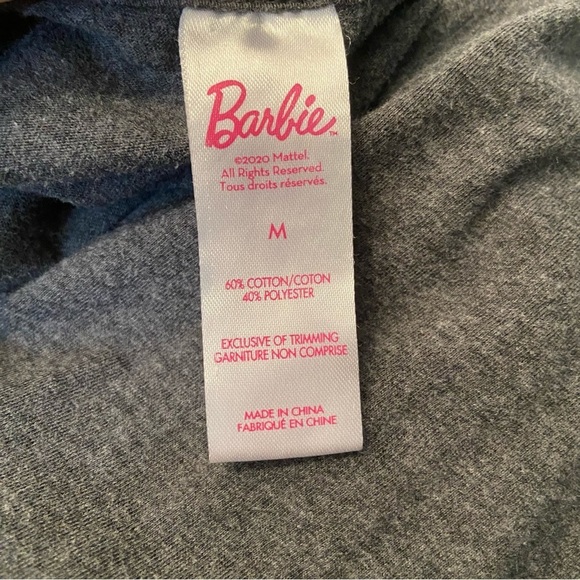 Barbie™
©2020 Mattel.
All Rights Reserved.
Tous droits réservés.
M
60% COTTON/COTON
40% POLYESTER
EXCLUSIVE OF TRIMMING
GARNITURE NON COMPRISE
MADE IN CHINA
FABRIQUÉ EN CHINE